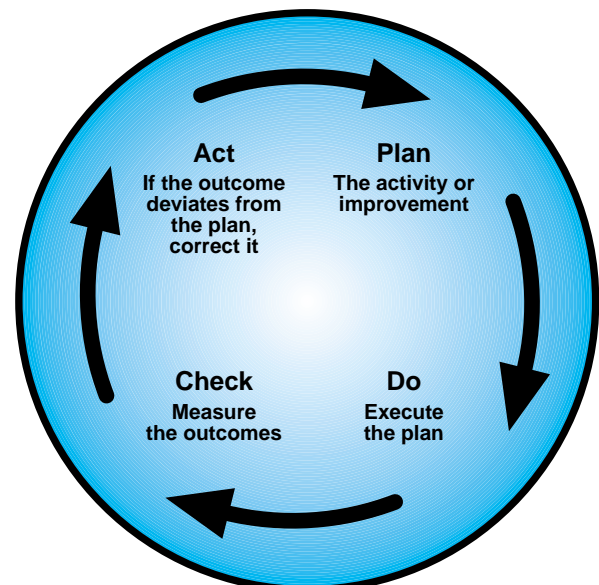 Act
If the outcome
deviates from
the plan,
correct it
Plan
The activity or
improvement
Check
Measure
the outcomes
Do
Execute
the plan